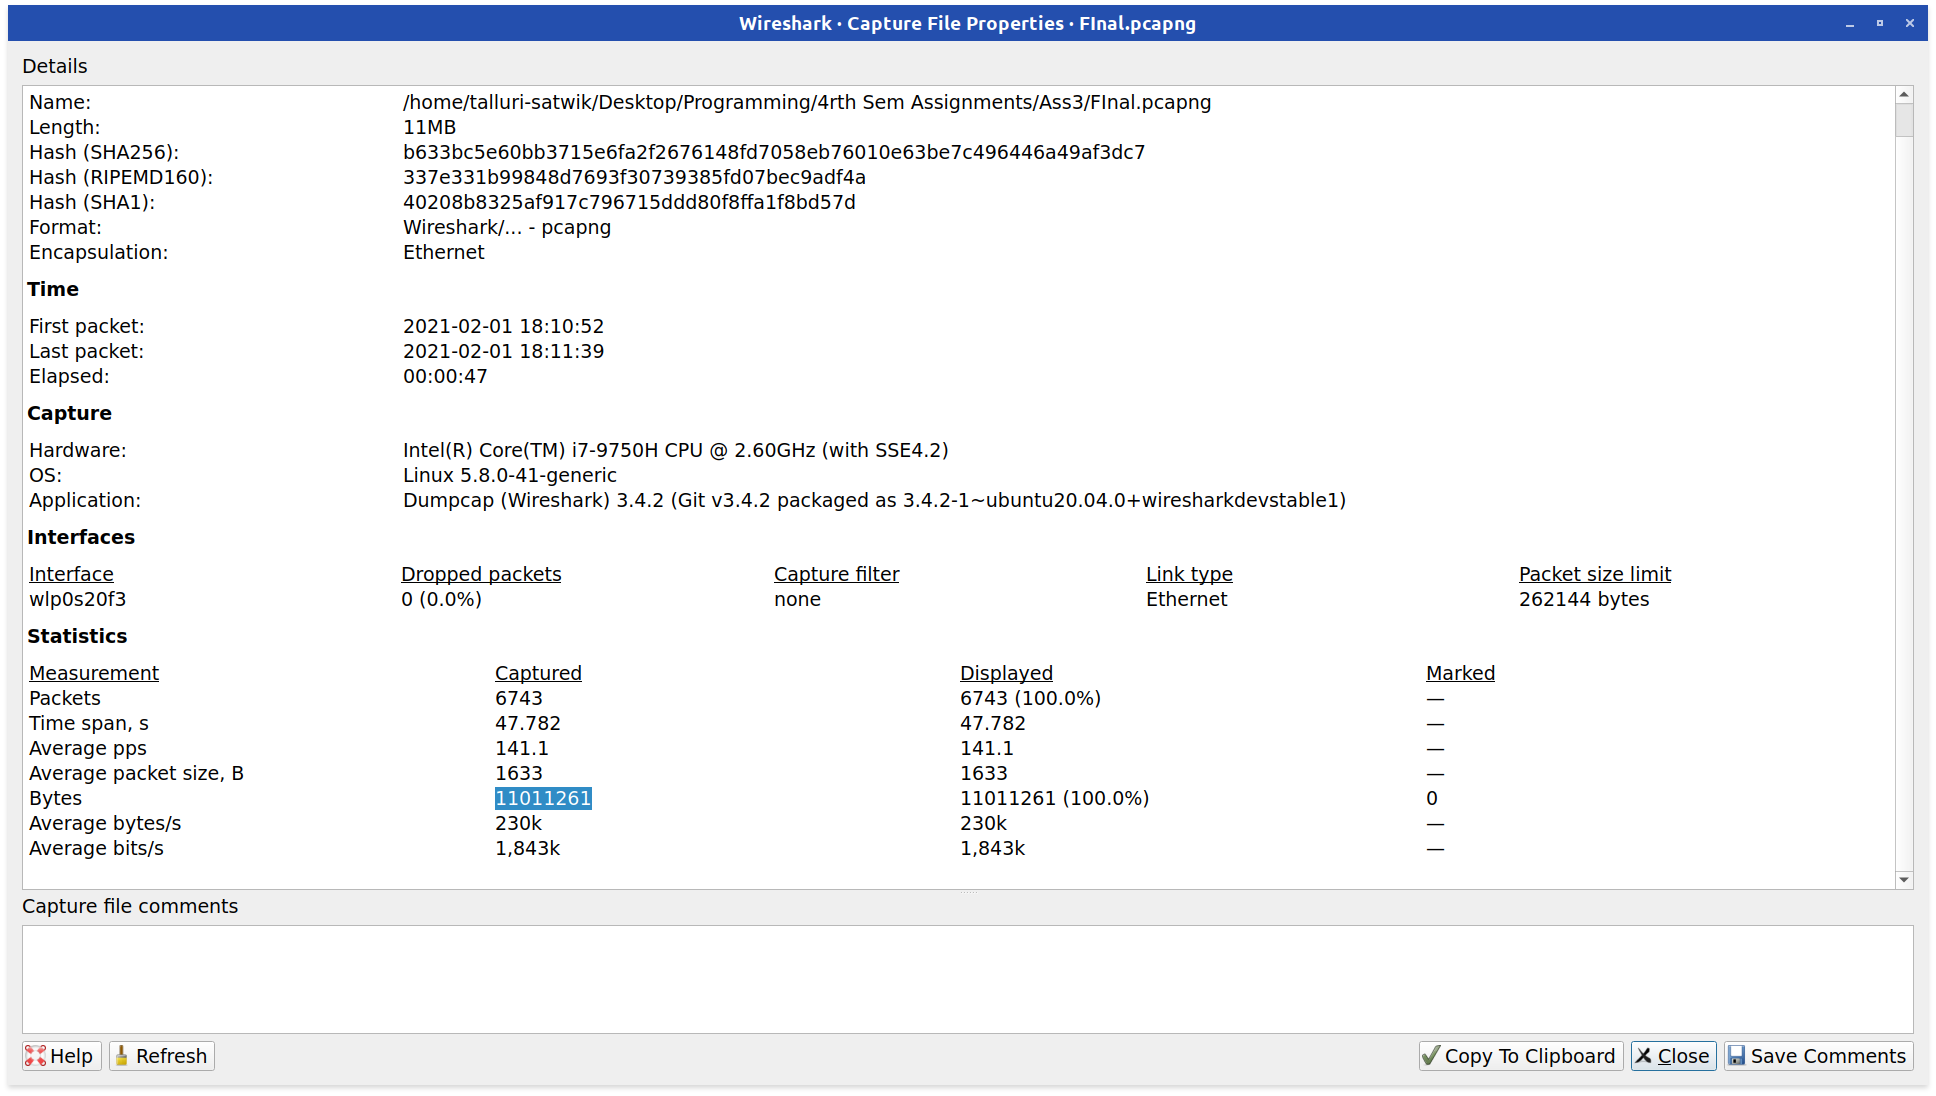 Wireshark · Capture File Properties · FInal.pcapng
Details
Name: /home/talluri-satwik/Desktop/Programming/4rth Sem Assignments/Ass3/FInal.pcapng
Length: 11MB
Hash (SHA256): b633bc5e60bb3715e6fa2f2676148fd7058eb76010e63be7c496446a49af3dc7
Hash (RIPEMD160): 337e331b99848d7693f30739385fd07bec9adf4a
Hash (SHA1): 40208b8325af917c796715ddd80f8ffa1f8bd57d
Format: Wireshark/... - pcapng
Encapsulation: Ethernet
Time
First packet: 2021-02-01 18:10:52
Last packet: 2021-02-01 18:11:39
Elapsed: 00:00:47
Capture
Hardware: Intel(R) Core(TM) i7-9750H CPU @ 2.60GHz (with SSE4.2)
OS: Linux 5.8.0-41-generic
Application: Dumpcap (Wireshark) 3.4.2 (Git v3.4.2 packaged as 3.4.2-1~ubuntu20.04.0+wiresharkdevstable1)
Interfaces
Interface Dropped packets Capture filter Link type Packet size limit
wlp0s20f3 0 (0.0%) none Ethernet 262144 bytes
Statistics
Measurement Captured Displayed Marked
Packets 6743 6743 (100.0%) —
Time span, s 47.782 47.782 —
Average pps 141.1 141.1 —
Average packet size, B 1633 1633 —
Bytes 11011261 11011261 (100.0%) 0
Average bytes/s 230k 230k —
Average bits/s 1,843k 1,843k —
Capture file comments
Help Refresh Copy To Clipboard Close Save Comments